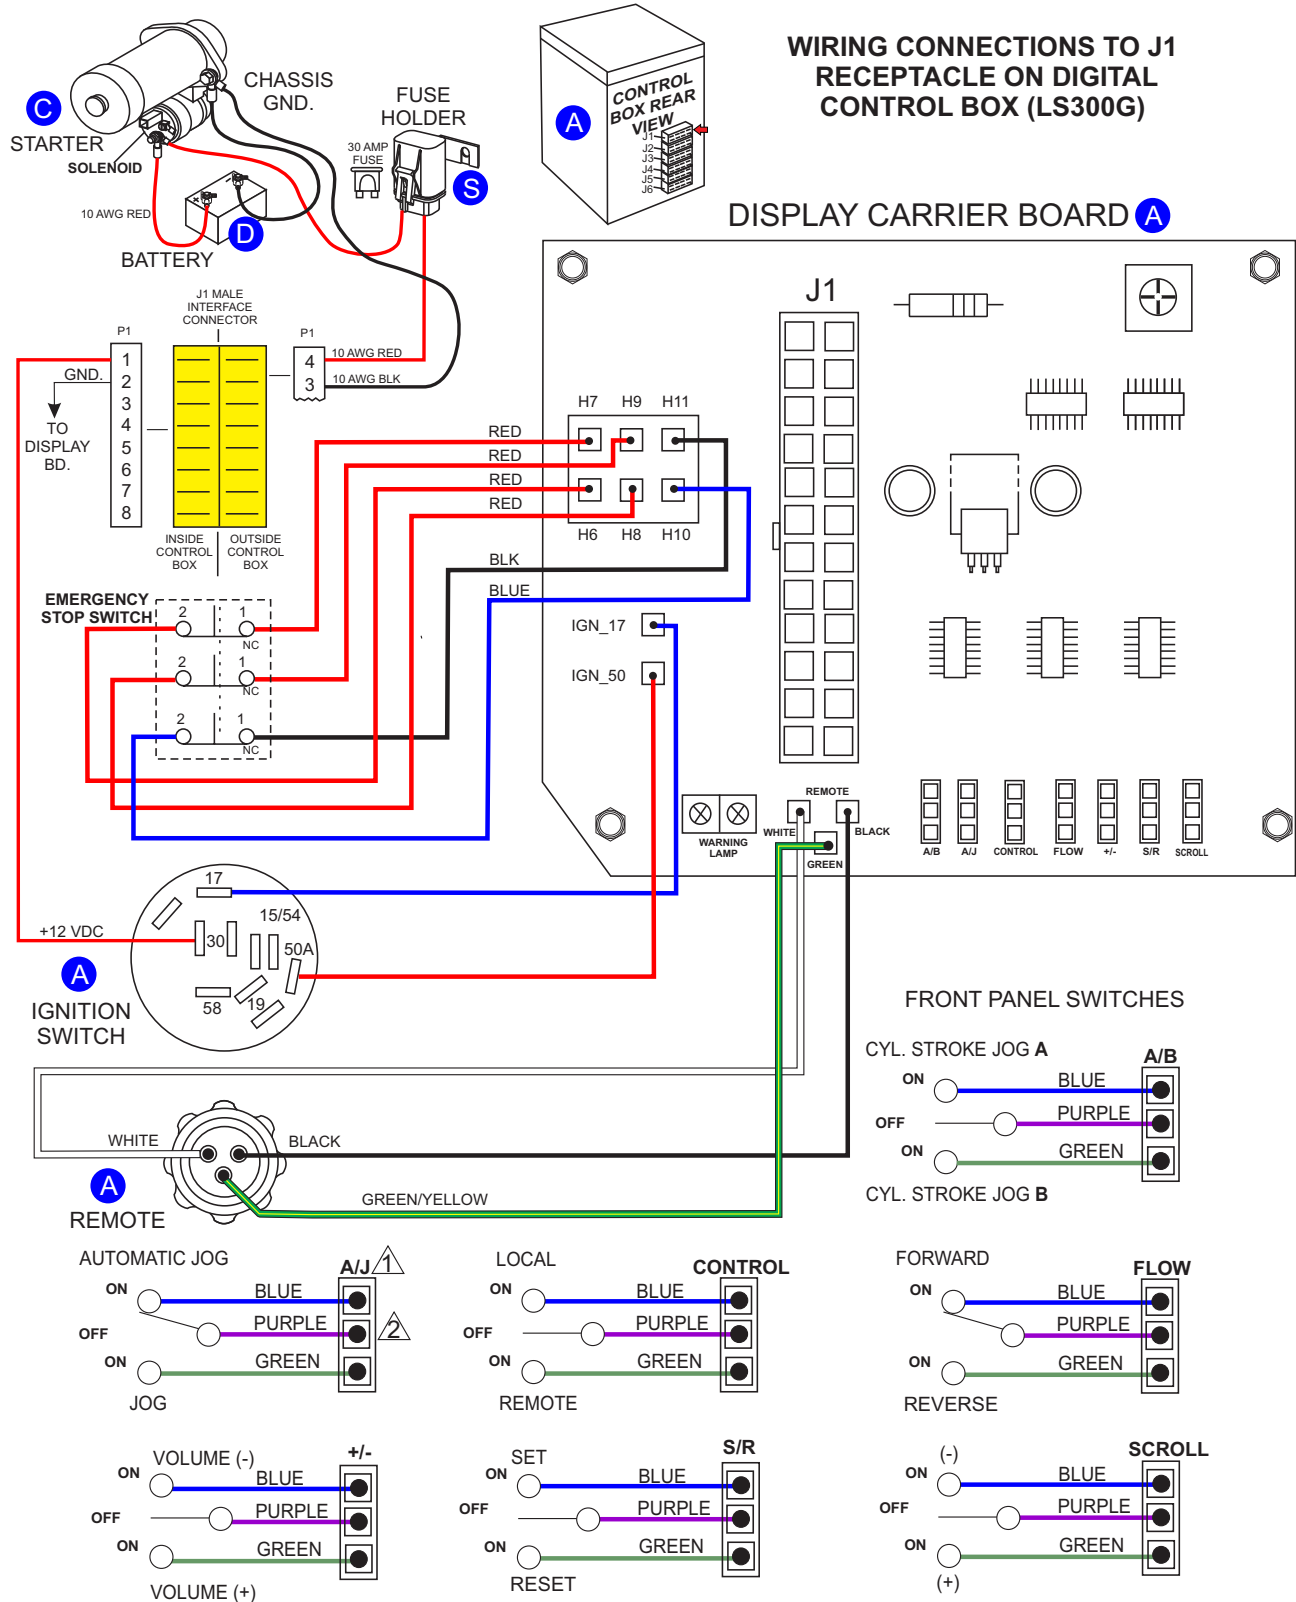 WIRING CONNECTIONS TO J1
RECEPTACLE ON DIGITAL
CONTROL BOX (LS300G)
C
STARTER
SOLENOID
CHASSIS
GND.
FUSE
HOLDER
30 AMP
FUSE
S
A
CONTROL
BOX REAR
VIEW
J1
J2
J3
J4
J5
J6
10 AWG RED
+
-
D
BATTERY
DISPLAY CARRIER BOARD A
J1 MALE
INTERFACE
CONNECTOR
P1
1
2
3
4
5
6
7
8
GND.
TO
DISPLAY
BD.
P1
4
3
10 AWG RED
10 AWG BLK
INSIDE
CONTROL
BOX
OUTSIDE
CONTROL
BOX
J1
H7 H9 H11
H6 H8 H10
RED
RED
RED
RED
BLK
BLUE
EMERGENCY
STOP SWITCH
2 1
NC
2 1
NC
2 1
NC
IGN_17
IGN_50
WARNING
LAMP
REMOTE
WHITE
BLACK
GREEN
A/B
A/J
CONTROL
FLOW
+/-
S/R
SCROLL
17
15/54
30
50A
58
19
+12 VDC
A
IGNITION
SWITCH
WHITE
BLACK
GREEN/YELLOW
A
REMOTE
FRONT PANEL SWITCHES
CYL. STROKE JOG A
A/B
ON
BLUE
OFF
PURPLE
ON
GREEN
CYL. STROKE JOG B
AUTOMATIC JOG
A/J
1
ON
BLUE
OFF
PURPLE
2
ON
GREEN
JOG
LOCAL
CONTROL
ON
BLUE
OFF
PURPLE
ON
GREEN
REMOTE
FORWARD
FLOW
ON
BLUE
OFF
PURPLE
ON
GREEN
REVERSE
VOLUME (-)
+/-
ON
BLUE
OFF
PURPLE
ON
GREEN
VOLUME (+)
SET
S/R
ON
BLUE
OFF
PURPLE
ON
GREEN
RESET
(-)
SCROLL
ON
BLUE
OFF
PURPLE
ON
GREEN
(+)